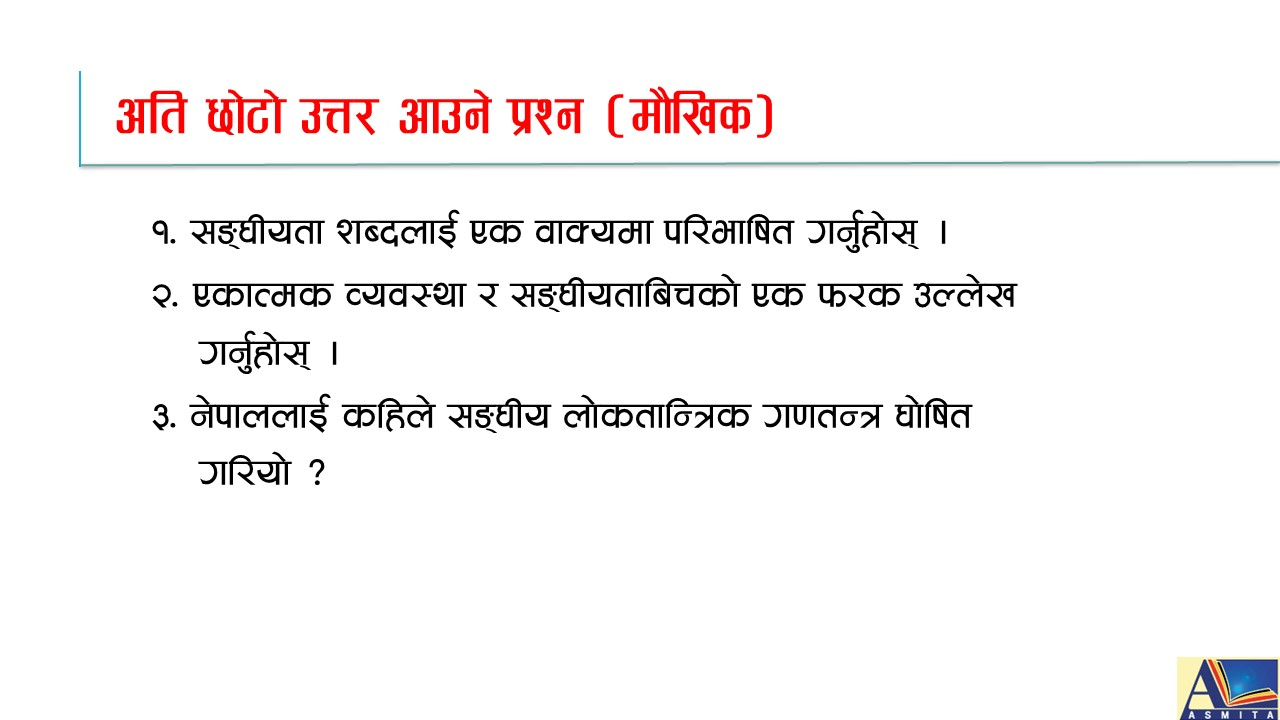 अति छोटो उत्तर आउने प्रश्न (मौखिक)
१. सङ्घीयता शब्दलाई एक वाक्यमा परिभाषित गर्नुहोस् ।
२. एकात्मक व्यवस्था र सङ्घीयताबिचको एक फरक उल्लेख
गर्नुहोस् ।
३. नेपाललाई कहिले सङ्घीय लोकतान्त्रिक गणतन्त्र घोषित
गरियो ?
ASMITA